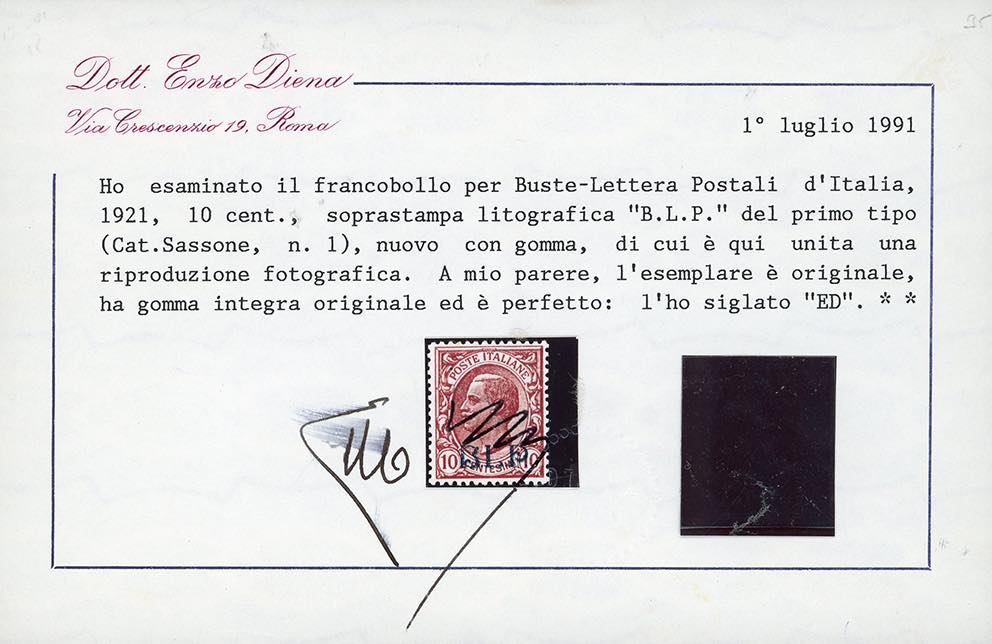 Dott. Enzo Diena
Via Crescenzio 19, Roma
1° luglio 1991
Ho esaminato il francobollo per Buste-Lettera Postali d'Italia,
1921, 10 cent., soprastampa litografica "B.L.P." del primo tipo
(Cat.Sassone, n. 1), nuovo con gomma, di cui è qui unita una
riproduzione fotografica. A mio parere, l'esemplare è originale,
ha gomma integra originale ed è perfetto: l'ho siglato "ED". * *
POSTE ITALIANE
BLP
10 CENTESIMI 10